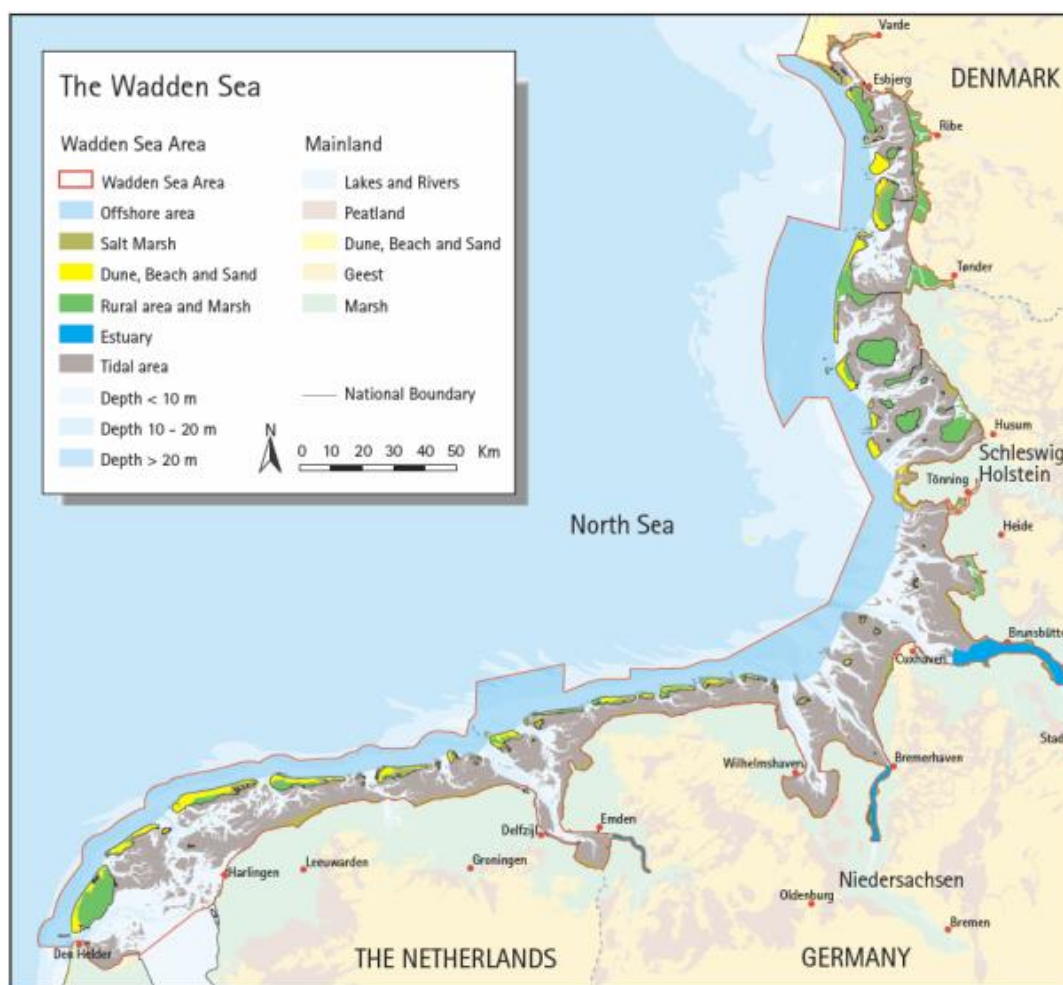 The Wadden Sea
Wadden Sea Area
Wadden Sea Area
Offshore area
Salt Marsh
Dune, Beach and Sand
Rural area and Marsh
Estuary
Tidal area
Depth < 10 m
Depth 10 - 20 m
Depth > 20 m
Mainland
Lakes and Rivers
Peatland
Dune, Beach and Sand
Geest
Marsh
National Boundary
N
0 10 20 30 40 50 Km
Varde
Esbjerg
DENMARK
Ribe
Tønder
Husum
Schleswig
Holstein
Tönning
Heide
North Sea
Brunsbütte
Cuxhaven
Stad
Wilhelmshaven
Bremerhaven
Emden
Delfzijl
Groningen
Leeuwarden
Harlingen
Niedersachsen
Oldenburg
Bremen
Den Helder
THE NETHERLANDS
GERMANY